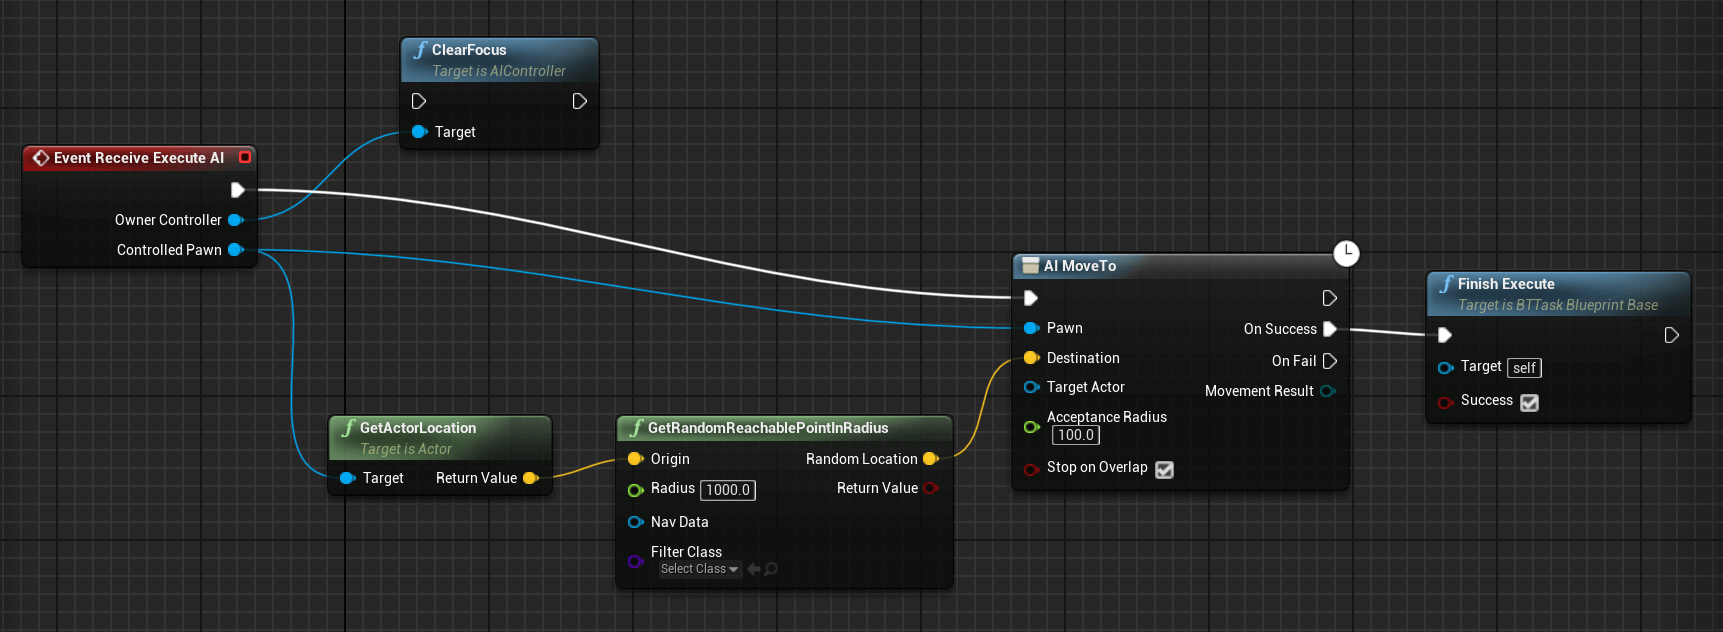 ClearFocus
Target is AIController
Target
Event Receive Execute AI
Owner Controller
Controlled Pawn
GetActorLocation
Target is Actor
Target Return Value
GetRandomReachablePointInRadius
Origin Random Location
Radius 1000.0 Return Value
Nav Data
Filter Class
Select Class
AI MoveTo
Pawn On Success
Destination On Fail
Target Actor Movement Result
Acceptance Radius
100.0
Stop on Overlap
Finish Execute
Target is BTTask Blueprint Base
Target self
Success